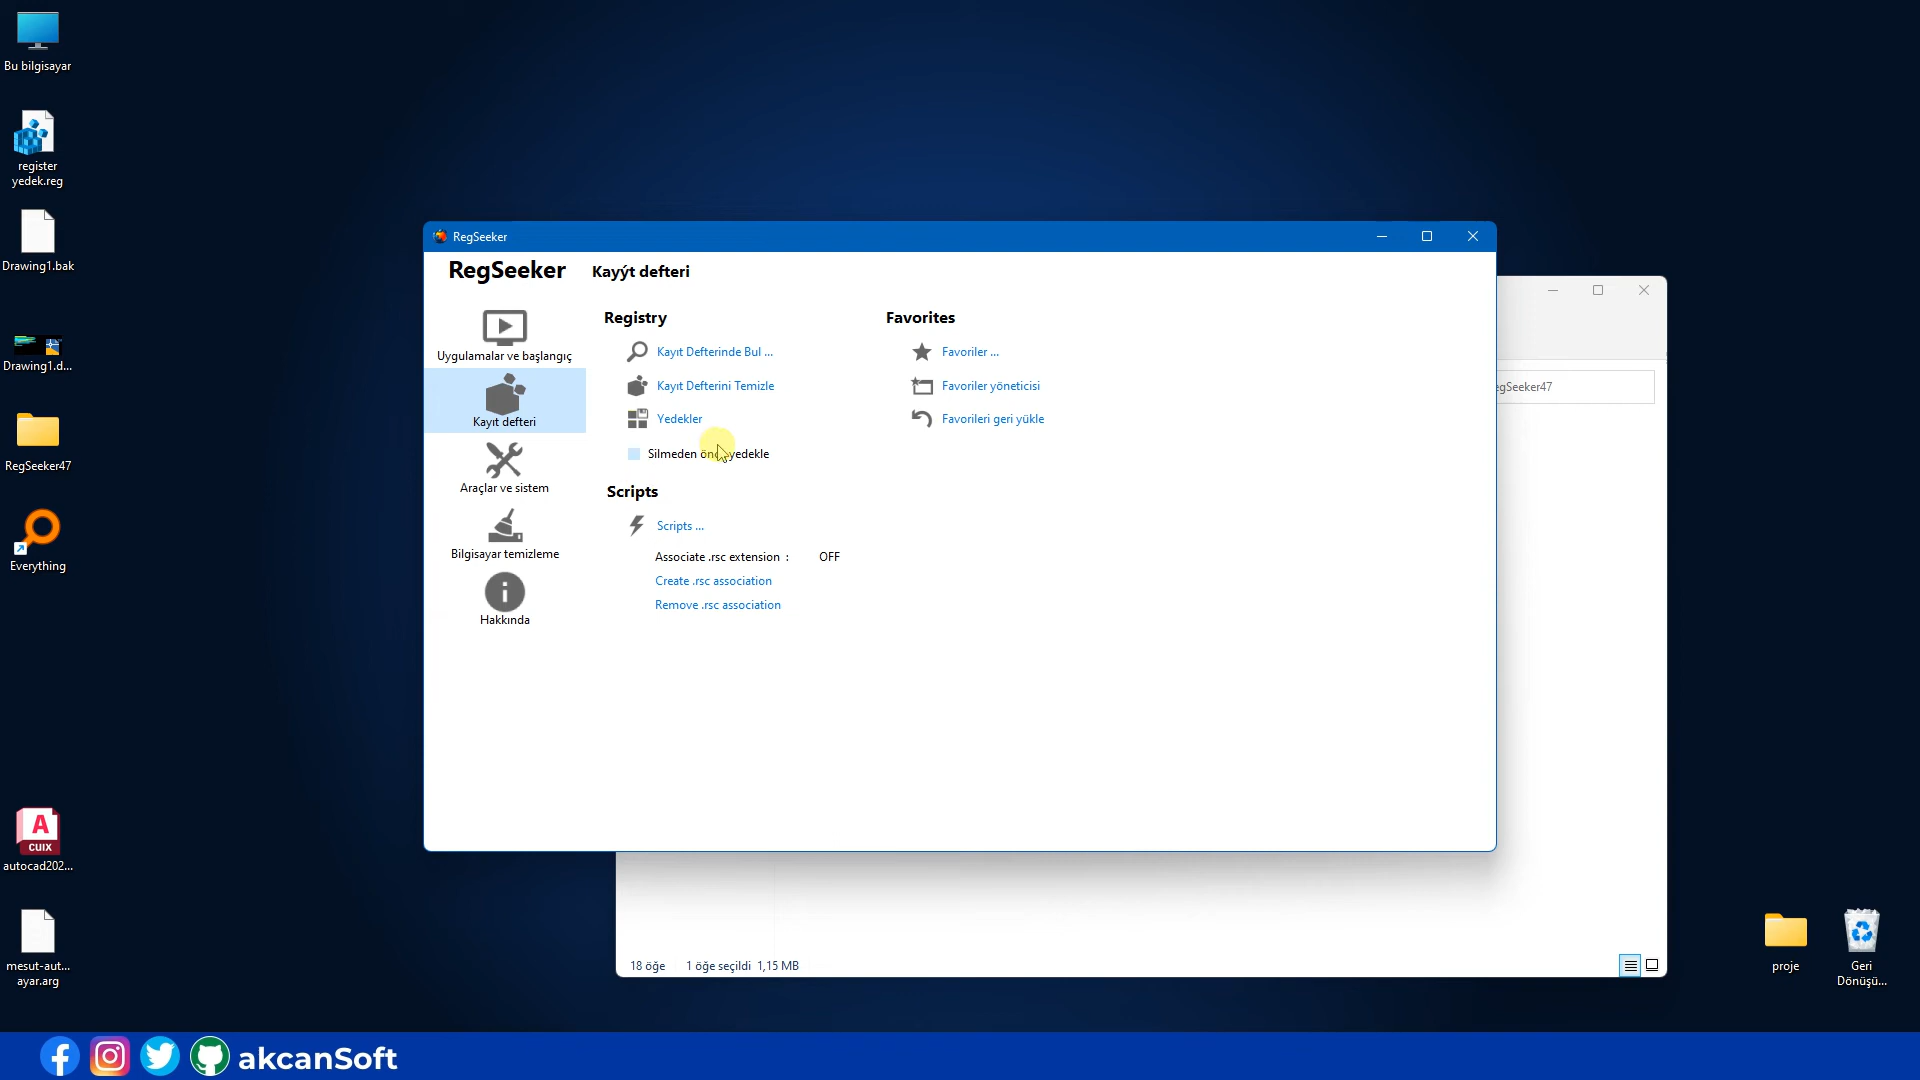 Bu bilgisayar
register
yedek.reg
Drawing1.bak
Drawing1.d...
RegSeeker47
Everything
CUIX
autocad202...
mesut-aut...
ayar.arg
RegSeeker
RegSeeker
Kayýt defteri
Uygulamalar ve başlangıç
Kayıt defteri
Araçlar ve sistem
Bilgisayar temizleme
Hakkında
Registry
Kayıt Defterinde Bul ...
Kayıt Defterini Temizle
Yedekler
Silmeden önce yedekle
Scripts
Scripts ...
Associate .rsc extension : OFF
Create .rsc association
Remove .rsc association
Favorites
Favoriler ...
Favoriler yöneticisi
Favorileri geri yükle
egSeeker47
18 öğe 1 öğe seçildi 1,15 MB
proje
Geri
Dönüşü...
akcanSoft